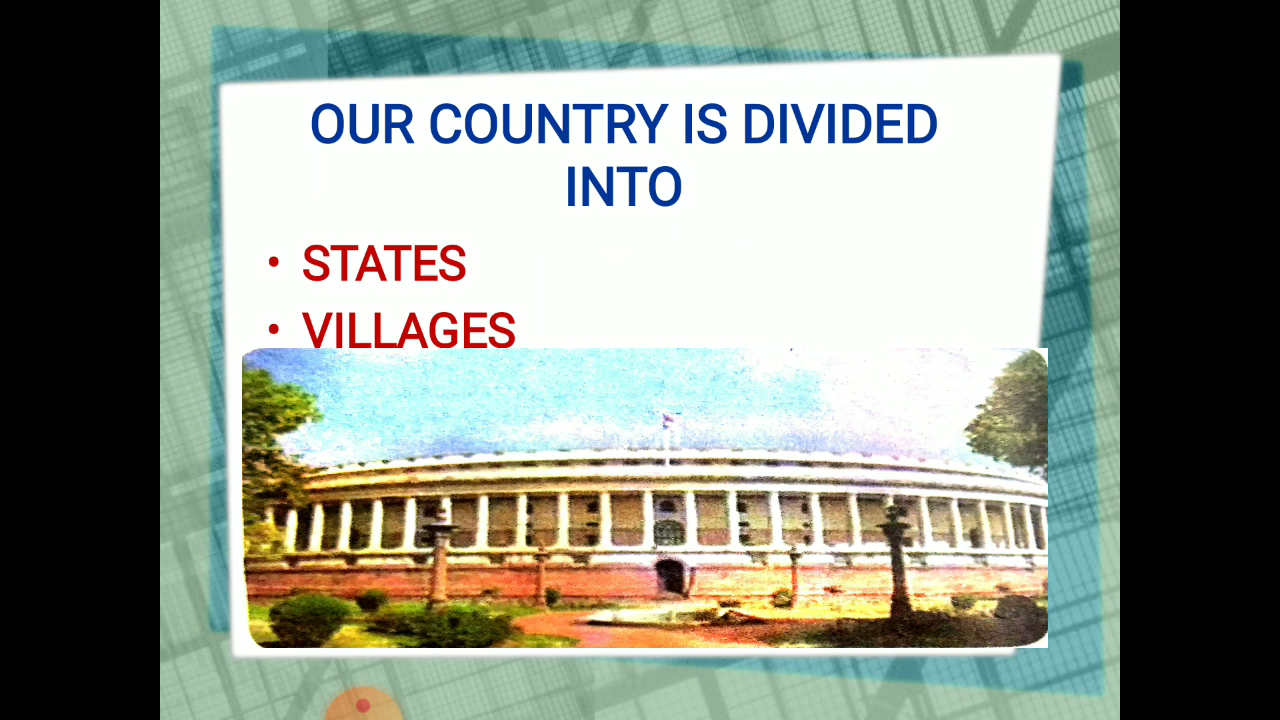 OUR COUNTRY IS DIVIDED
INTO
• STATES
• VILLAGES